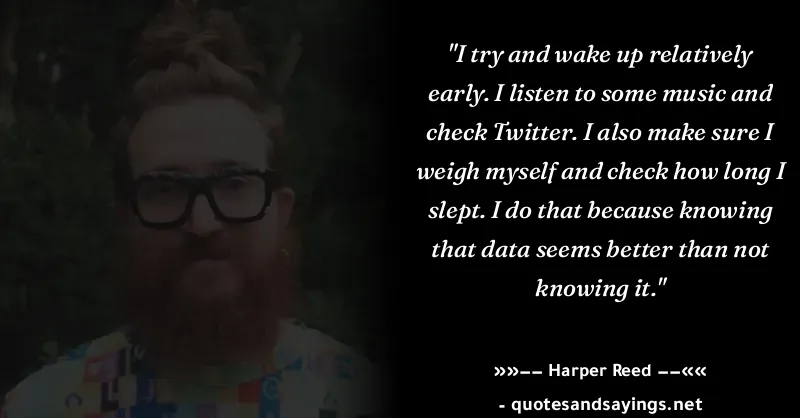 "I try and wake up relatively
early. I listen to some music and
check Twitter. I also make sure I
weigh myself and check how long I
slept. I do that because knowing
that data seems better than not
knowing it."
»»−− Harper Reed −−««
- quotesandsayings.net